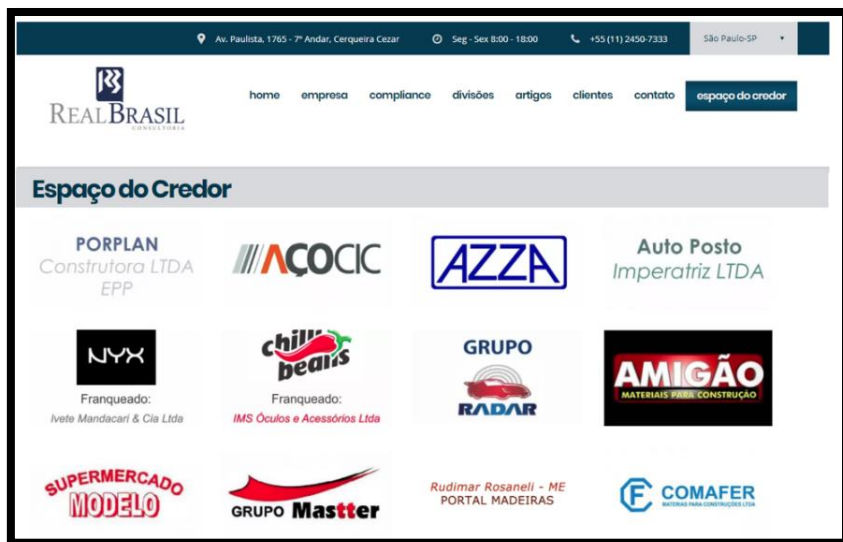 Av. Paulista, 1765 - 7º Andar, Cerqueira Cezar Seg - Sex 8:00 - 18:00 +55 (11) 2450-7333 São Paulo-SP
REALBRASIL
CONSULTORIA
home empresa compliance divisões artigos clientes contato espaço do credor
Espaço do Credor
PORPLAN
Construtora LTDA
EPP
AÇOCIC
AZZA
Auto Posto
Imperatriz LTDA
NYX
Franqueado:
Ivete Mandacari & Cia Ltda
chilli
beans
Franqueado:
IMS Óculos e Acessórios Ltda
GRUPO
RADAR
AMIGÃO
MATERIAIS PARA CONSTRUÇÃO
SUPERMERCADO
MODELO
GRUPO Mastter
Rudimar Rosaneli - ME
PORTAL MADEIRAS
COMAFER
MATERIAS PARA CONSTRUÇÕES LTDA